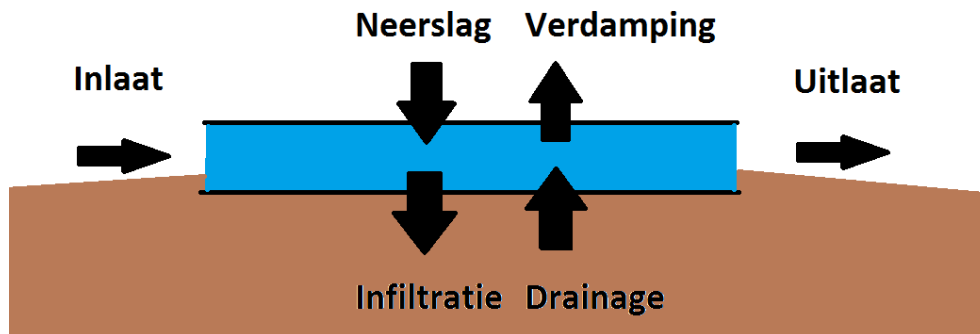 Neerslag Verdamping
Inlaat
Uitlaat
Infiltratie Drainage